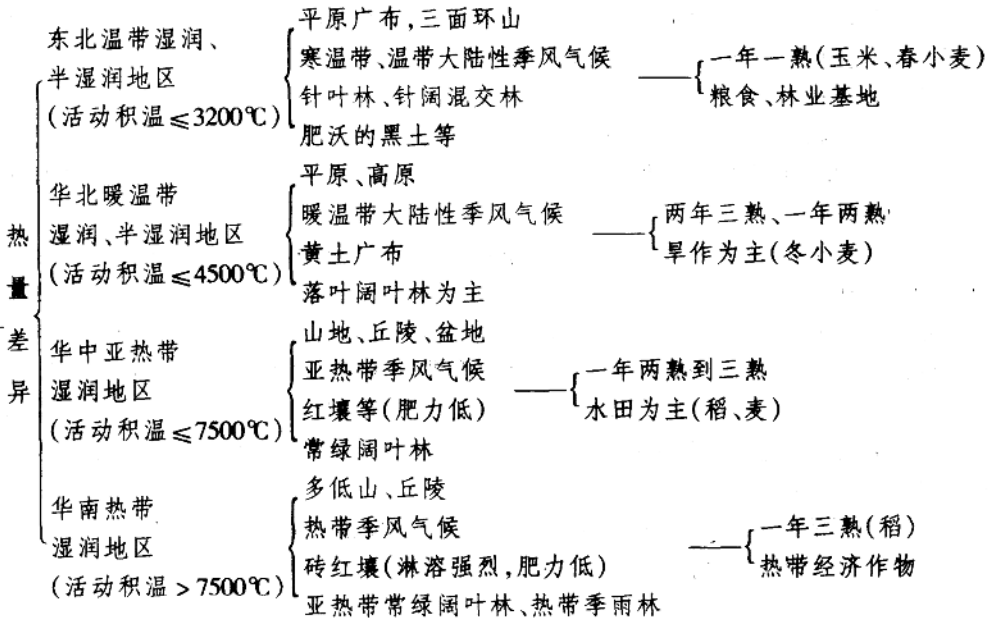 热量差异
东北温带湿润、
半湿润地区
(活动积温≤3200℃)
平原广布,三面环山
寒温带、温带大陆性季风气候
针叶林、针阔混交林
肥沃的黑土等
一年一熟(玉米、春小麦)
粮食、林业基地
华北暖温带
湿润、半湿润地区
(活动积温≤4500℃)
平原、高原
暖温带大陆性季风气候
黄土广布
落叶阔叶林为主
两年三熟、一年两熟
旱作为主(冬小麦)
华中亚热带
湿润地区
(活动积温≤7500℃)
山地、丘陵、盆地
亚热带季风气候
红壤等(肥力低)
常绿阔叶林
一年两熟到三熟
水田为主(稻、麦)
华南热带
湿润地区
(活动积温>7500℃)
多低山、丘陵
热带季风气候
砖红壤(淋溶强烈,肥力低)
亚热带常绿阔叶林、热带季雨林
一年三熟(稻)
热带经济作物